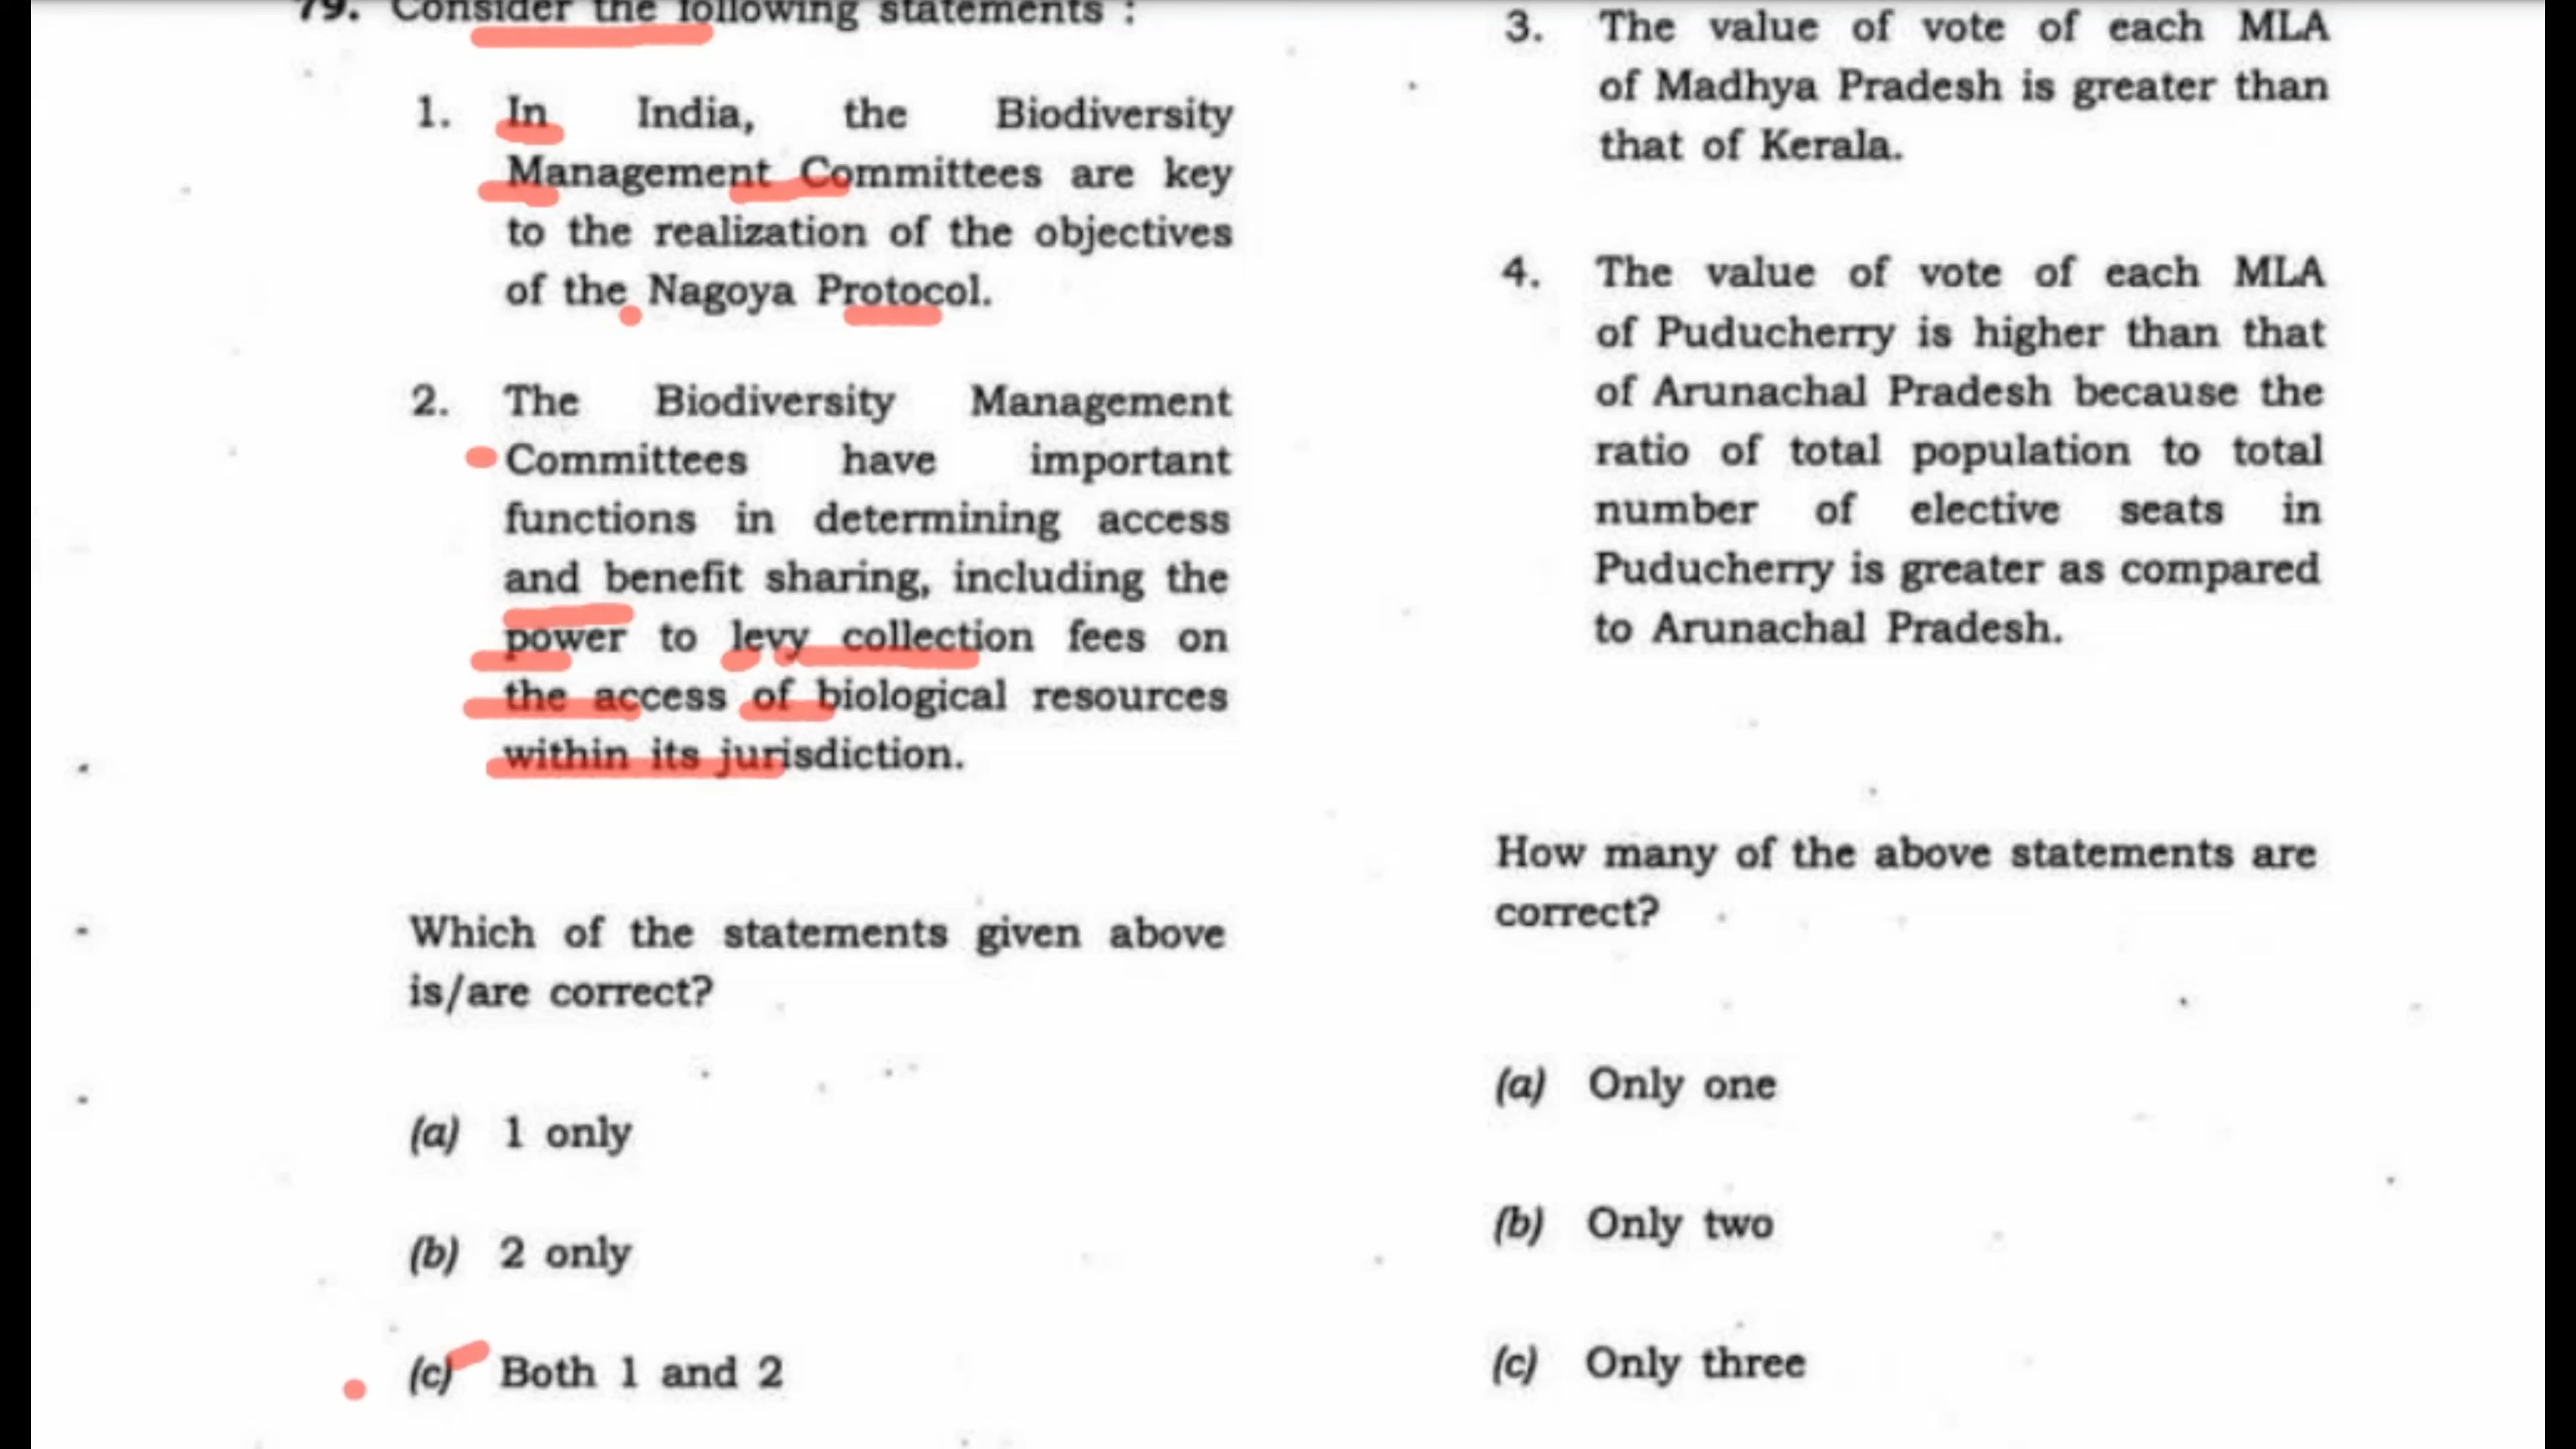 79. Consider the following statements :
1. In India, the Biodiversity
Management Committees are key
to the realization of the objectives
of the Nagoya Protocol.
2. The Biodiversity Management
Committees have important
functions in determining access
and benefit sharing, including the
power to levy collection fees on
the access of biological resources
within its jurisdiction.
Which of the statements given above
is/are correct?
(a) 1 only
(b) 2 only
(c) Both 1 and 2
3. The value of vote of each MLA
of Madhya Pradesh is greater than
that of Kerala.
4. The value of vote of each MLA
of Puducherry is higher than that
of Arunachal Pradesh because the
ratio of total population to total
number of elective seats in
Puducherry is greater as compared
to Arunachal Pradesh.
How many of the above statements are
correct?
(a) Only one
(b) Only two
(c) Only three